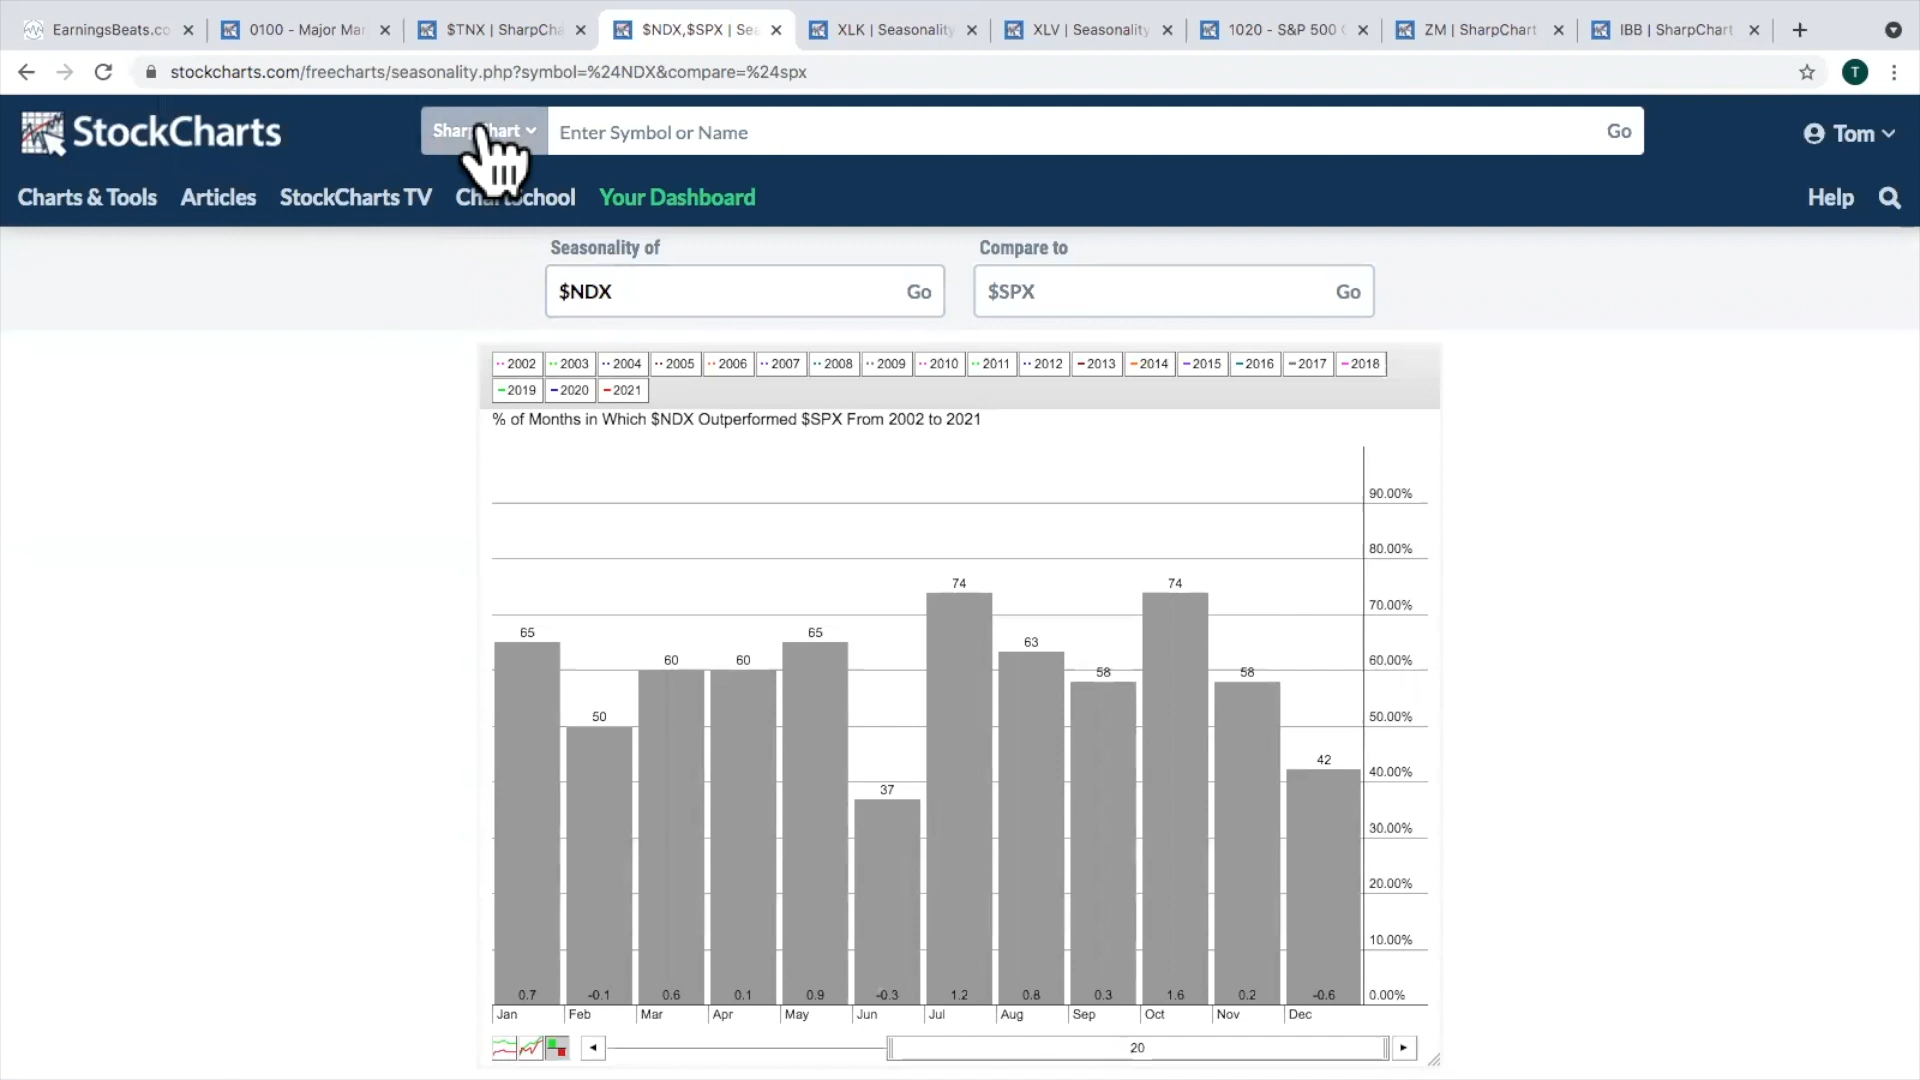 EarningsBeats.co
0100 - Major Mar
$TNX | SharpCha
$NDX,$SPX | Sea
XLK | Seasonality
XLV | Seasonality
1020 - S&P 500
ZM | SharpChart
IBB | SharpChart
stockcharts.com/freecharts/seasonality.php?symbol=%24NDX&compare=%24spx
T
StockCharts
Enter Symbol or Name
Go
Tom
Charts & Tools
Articles
StockCharts TV
Your Dashboard
Help
Seasonality of
Compare to
$NDX
Go
$SPX
Go
2002 2003 2004 2005 2006 2007 2008 2009 2010 2011 2012 2013 2014 2015 2016 2017 2018
2019 2020 2021
% of Months in Which $NDX Outperformed $SPX From 2002 to 2021
90.00%
80.00%
70.00%
60.00%
50.00%
40.00%
30.00%
20.00%
10.00%
0.00%
65 50 60 60 65 37 74 63 58 74 58 42
0.7 -0.1 0.6 0.1 0.9 -0.3 1.2 0.8 0.3 1.6 0.2 -0.6
Jan Feb Mar Apr May Jun Jul Aug Sep Oct Nov Dec
20